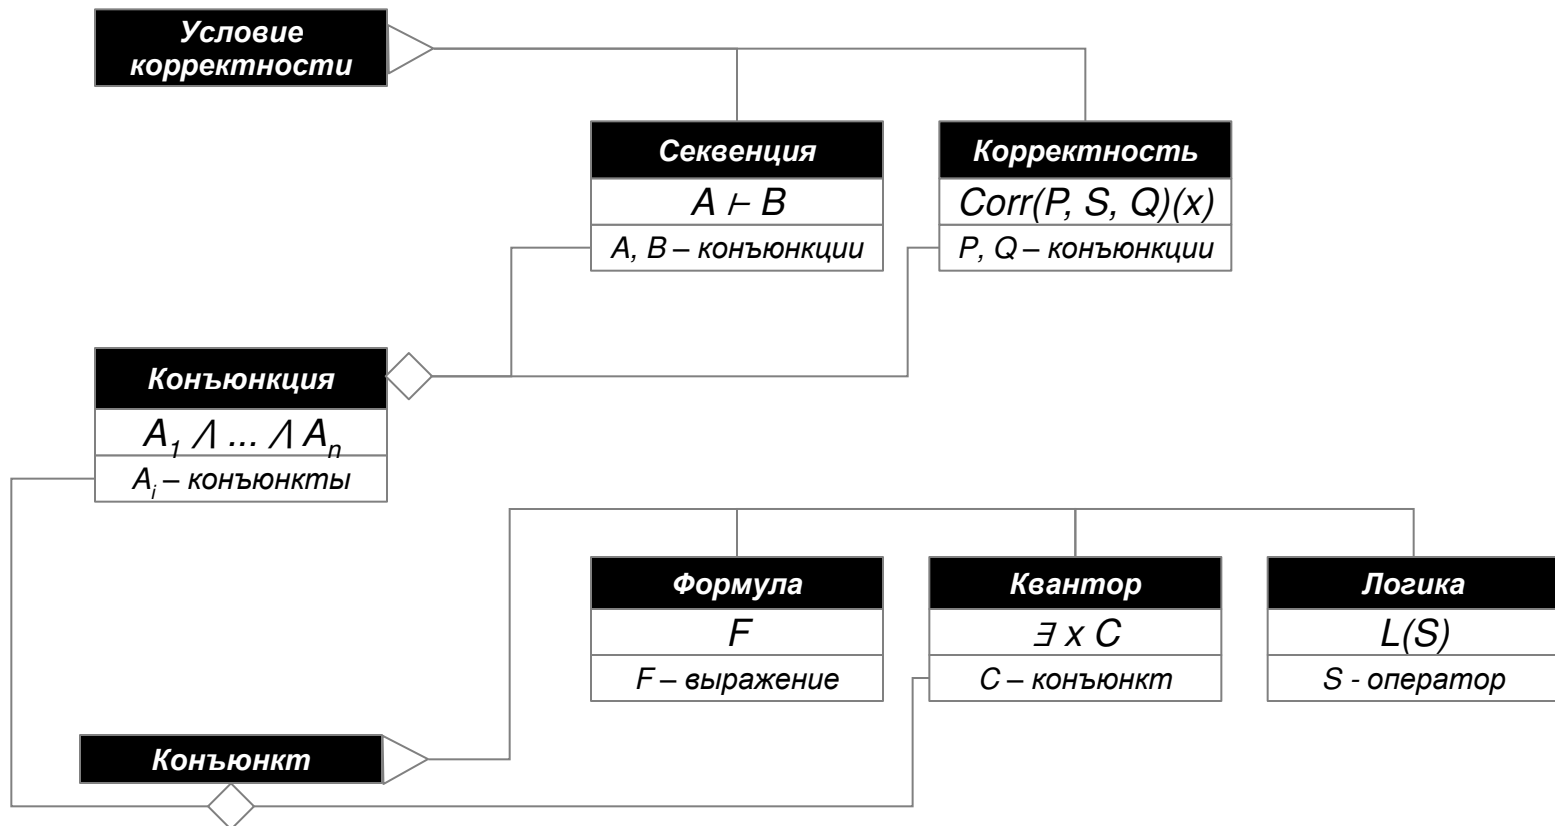 Условие
корректности
Секвенция
A ⊢ B
A, B – конъюнкции
Корректность
Corr(P, S, Q)(x)
P, Q – конъюнкции
Конъюнкция
A₁ Λ ... Λ Aₙ
Aᵢ – конъюнкты
Формула
F
F – выражение
Квантор
∃ x C
C – конъюнкт
Логика
L(S)
S - оператор
Конъюнкт